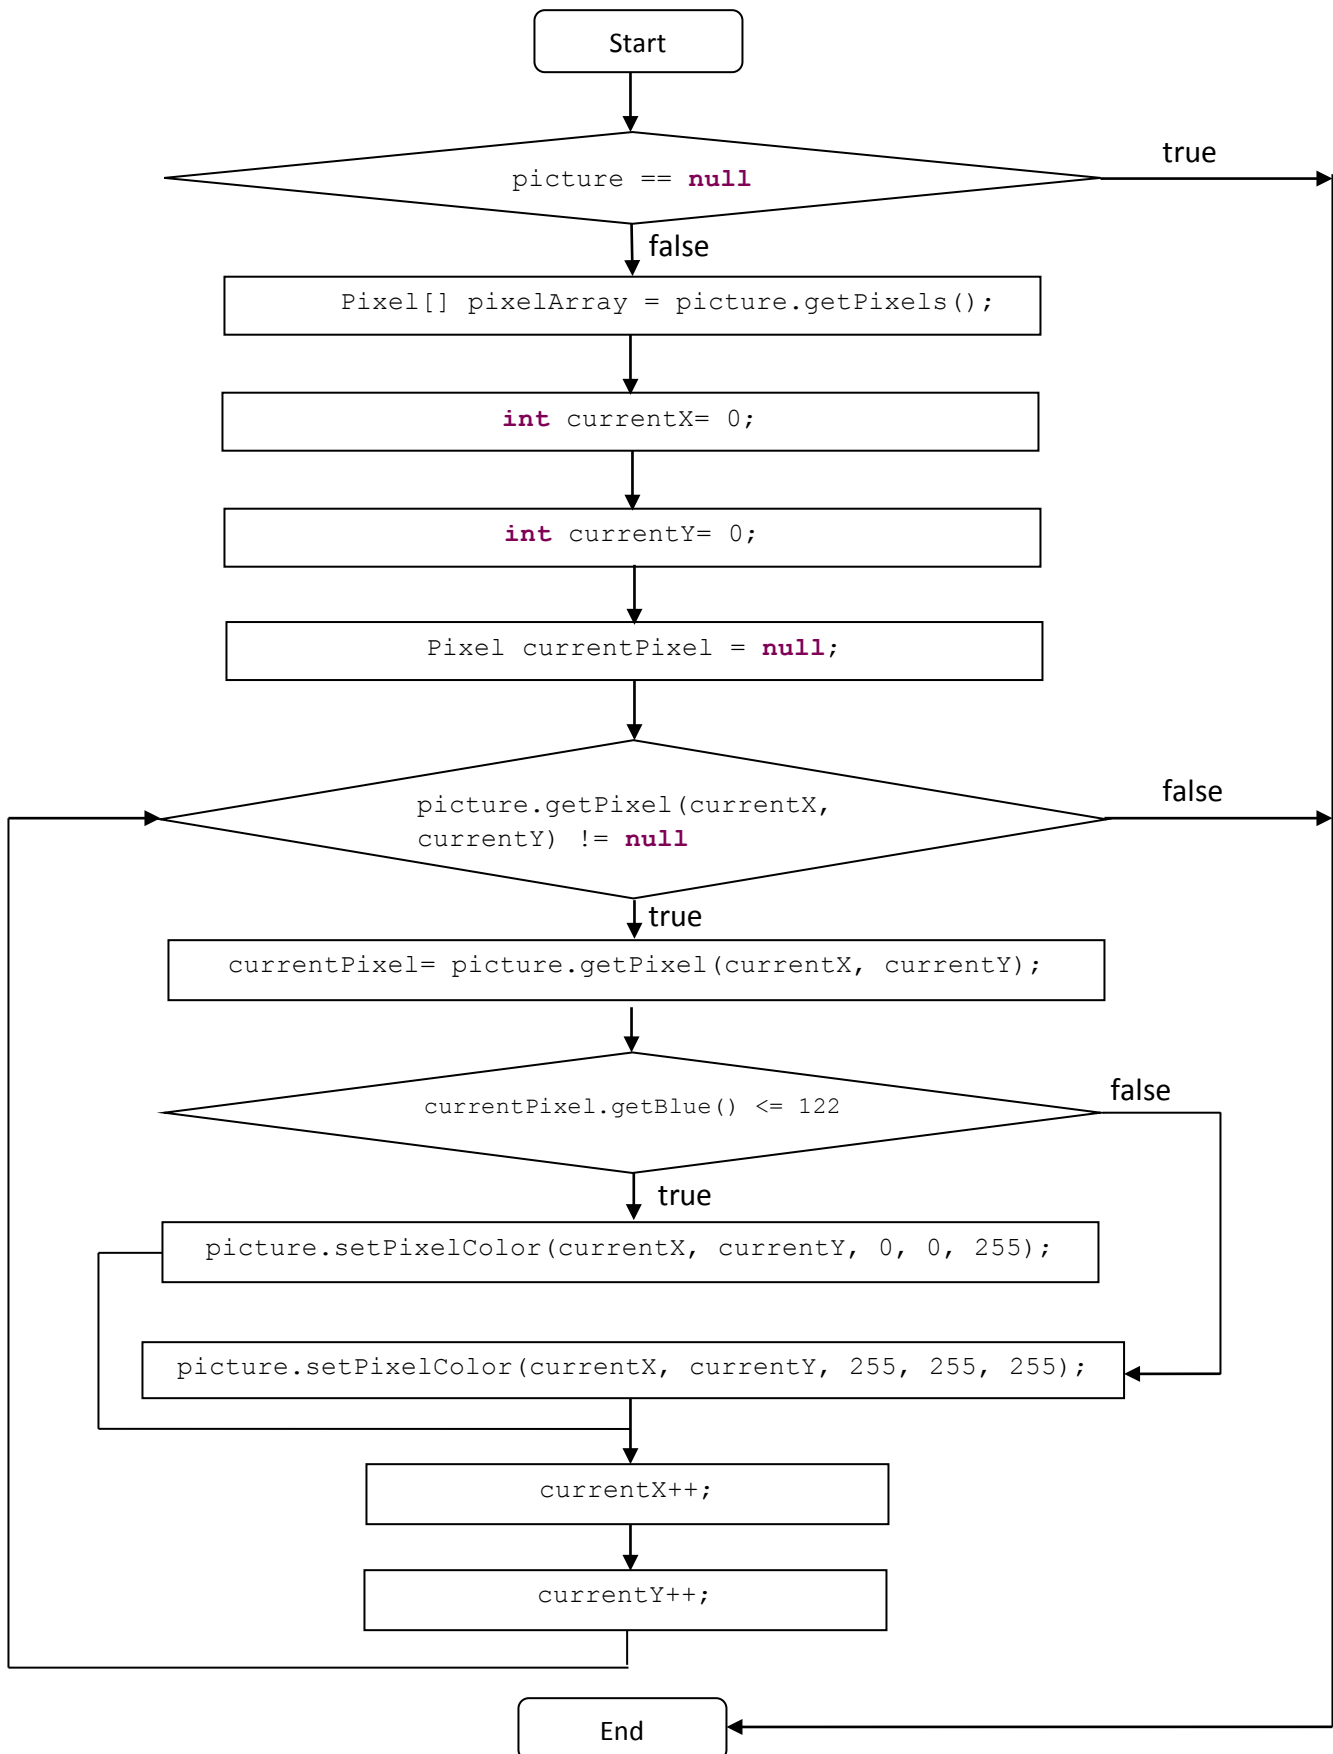 Start
picture == null
true
false
Pixel[] pixelArray = picture.getPixels();
int currentX= 0;
int currentY= 0;
Pixel currentPixel = null;
picture.getPixel(currentX,
currentY) != null
false
true
currentPixel= picture.getPixel(currentX, currentY);
currentPixel.getBlue() <= 122
false
true
picture.setPixelColor(currentX, currentY, 0, 0, 255);
picture.setPixelColor(currentX, currentY, 255, 255, 255);
currentX++;
currentY++;
End